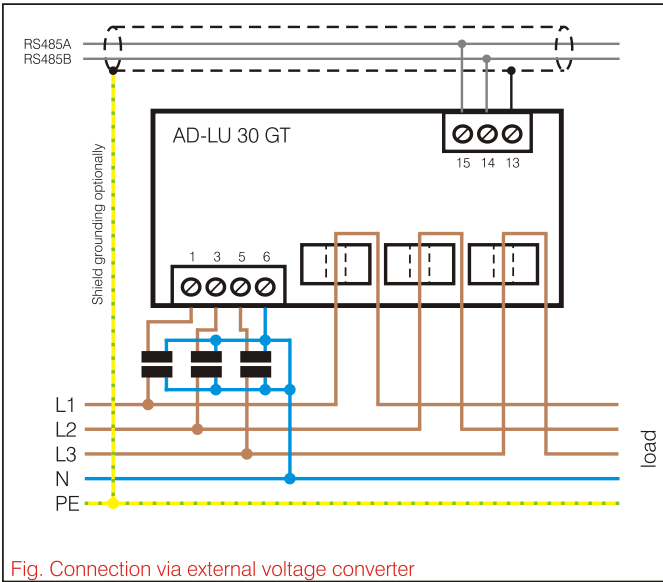 RS485A
RS485B
AD-LU 30 GT
15 14 13
Shield grounding optionally
1 3 5 6
L1
L2
L3
N
PE
load
Fig. Connection via external voltage converter